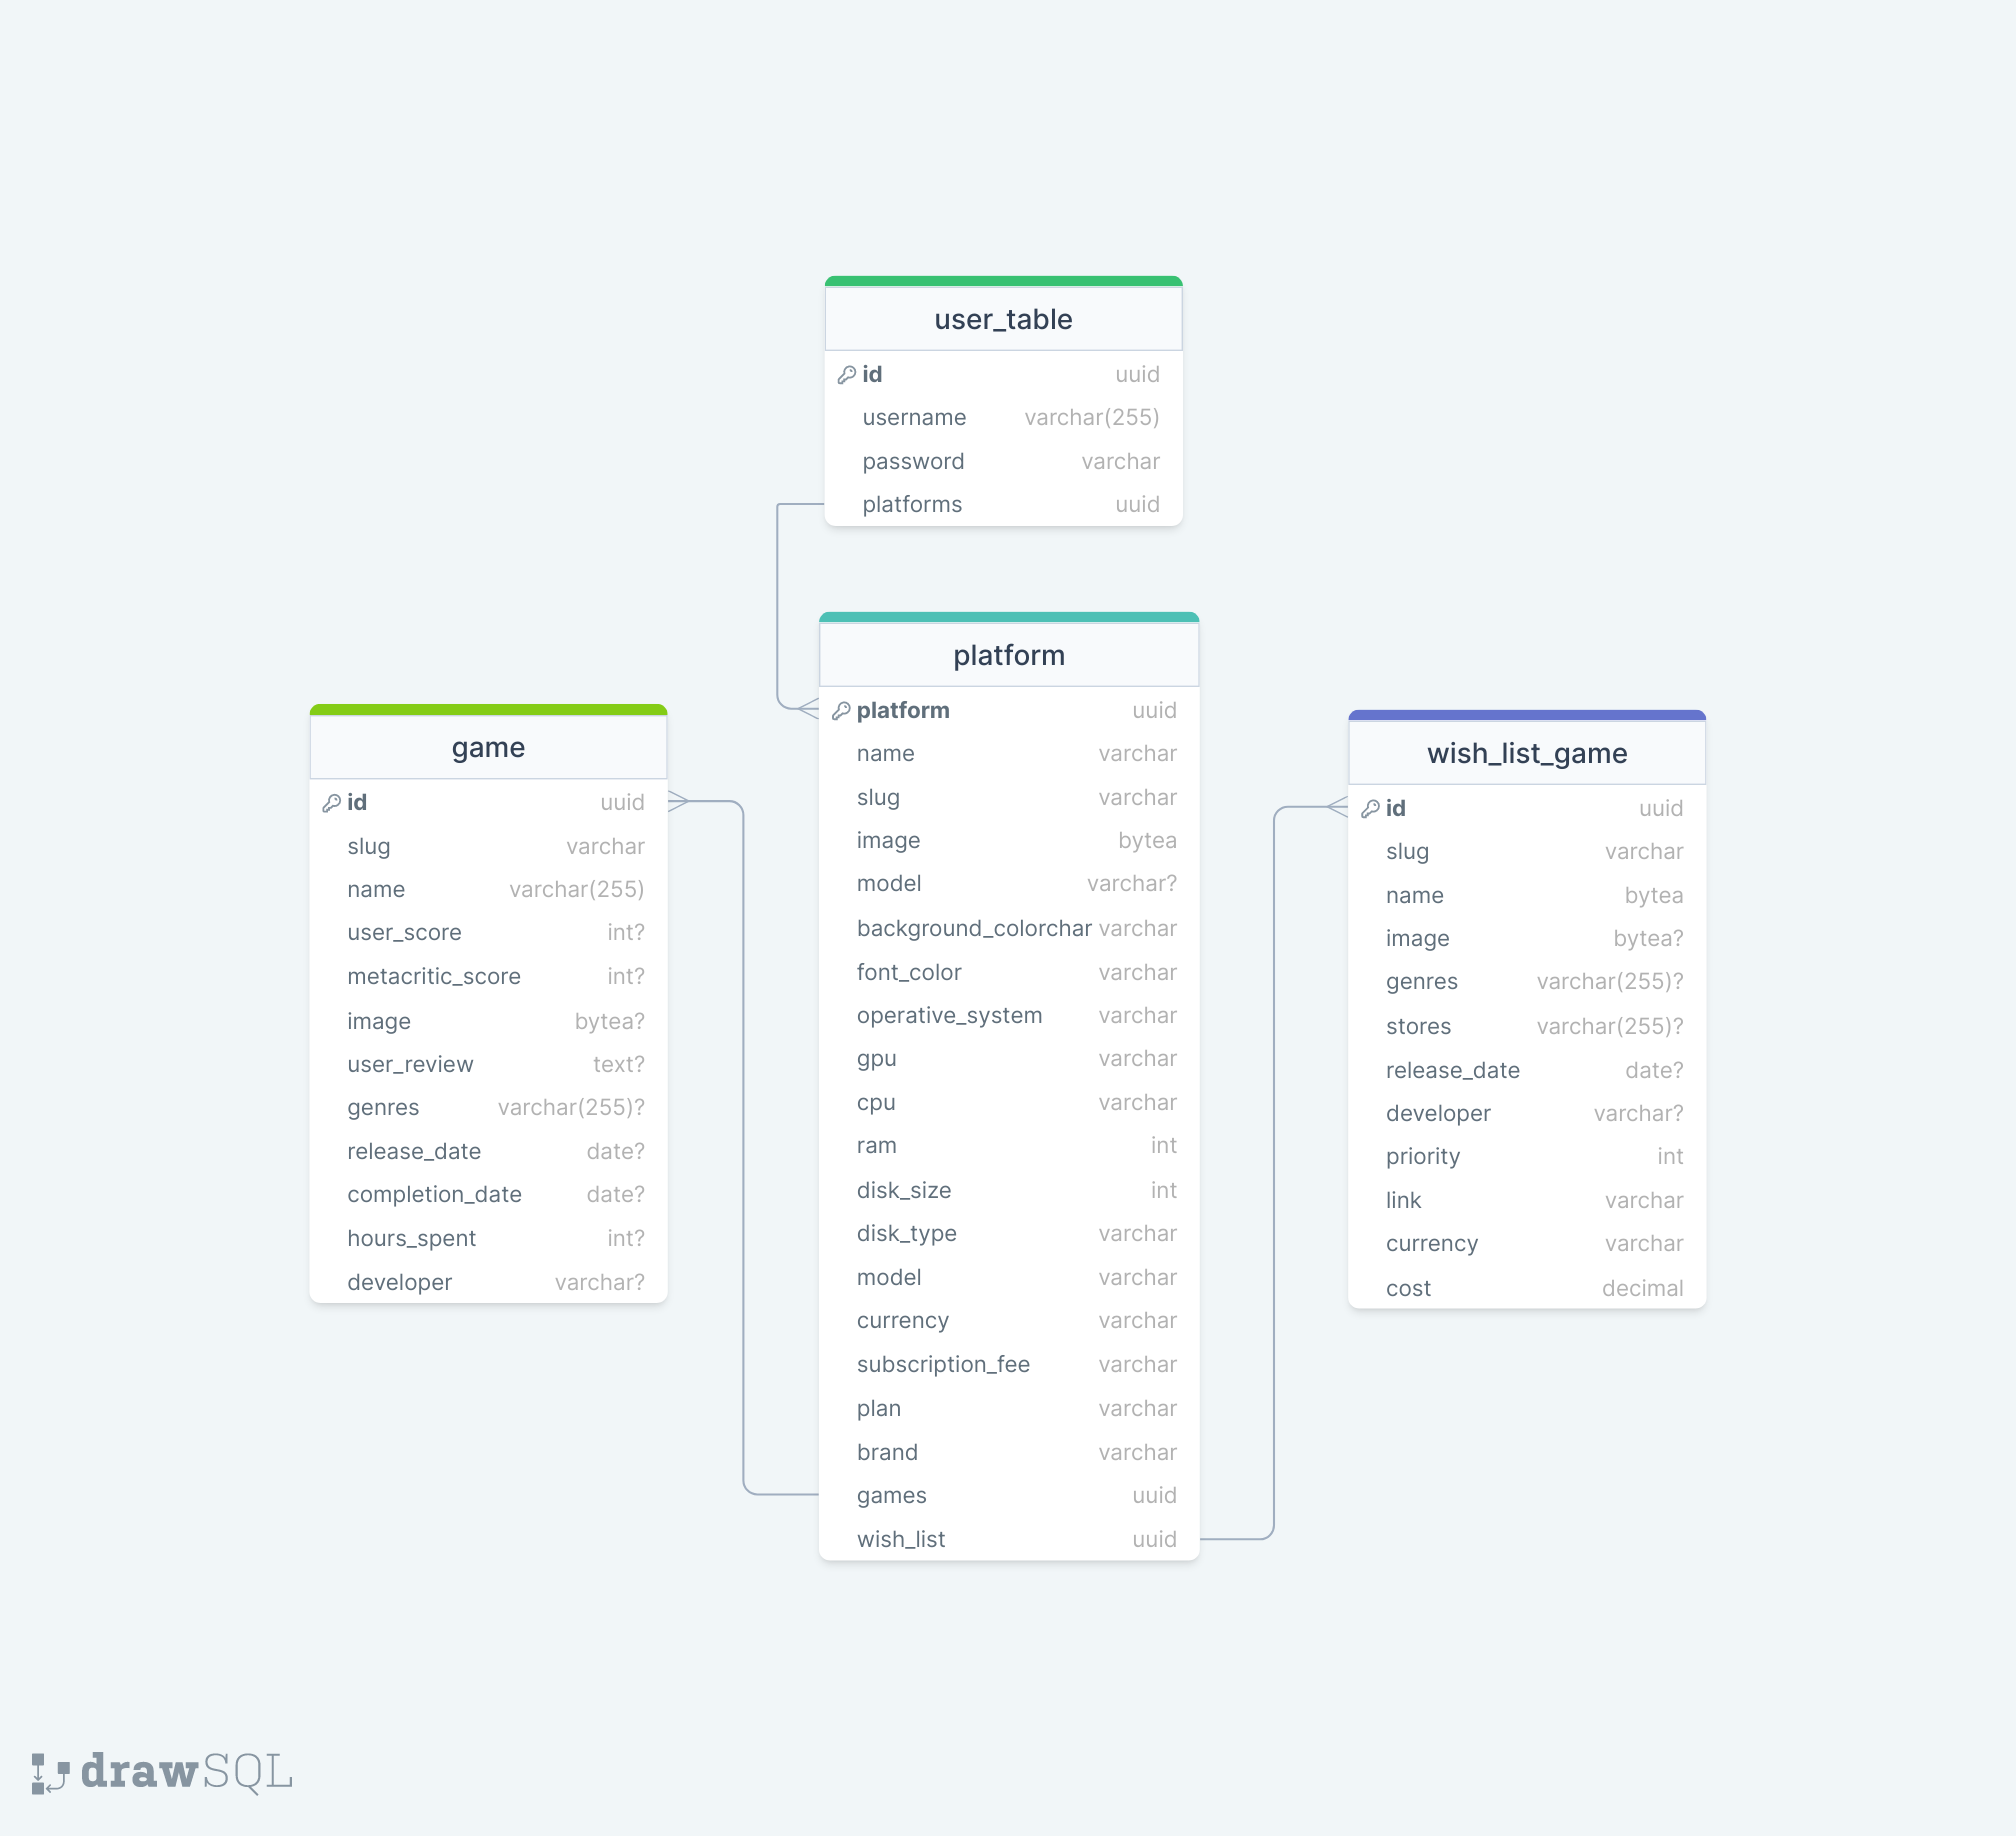 user_table
id uuid
username varchar(255)
password varchar
platforms uuid
platform
platform uuid
name varchar
slug varchar
image bytea
model varchar?
background_colorchar varchar
font_color varchar
operative_system varchar
gpu varchar
cpu varchar
ram int
disk_size int
disk_type varchar
model varchar
currency varchar
subscription_fee varchar
plan varchar
brand varchar
games uuid
wish_list uuid
game
id uuid
slug varchar
name varchar(255)
user_score int?
metacritic_score int?
image bytea?
user_review text?
genres varchar(255)?
release_date date?
completion_date date?
hours_spent int?
developer varchar?
wish_list_game
id uuid
slug varchar
name bytea
image bytea?
genres varchar(255)?
stores varchar(255)?
release_date date?
developer varchar?
priority int
link varchar
currency varchar
cost decimal
drawSQL